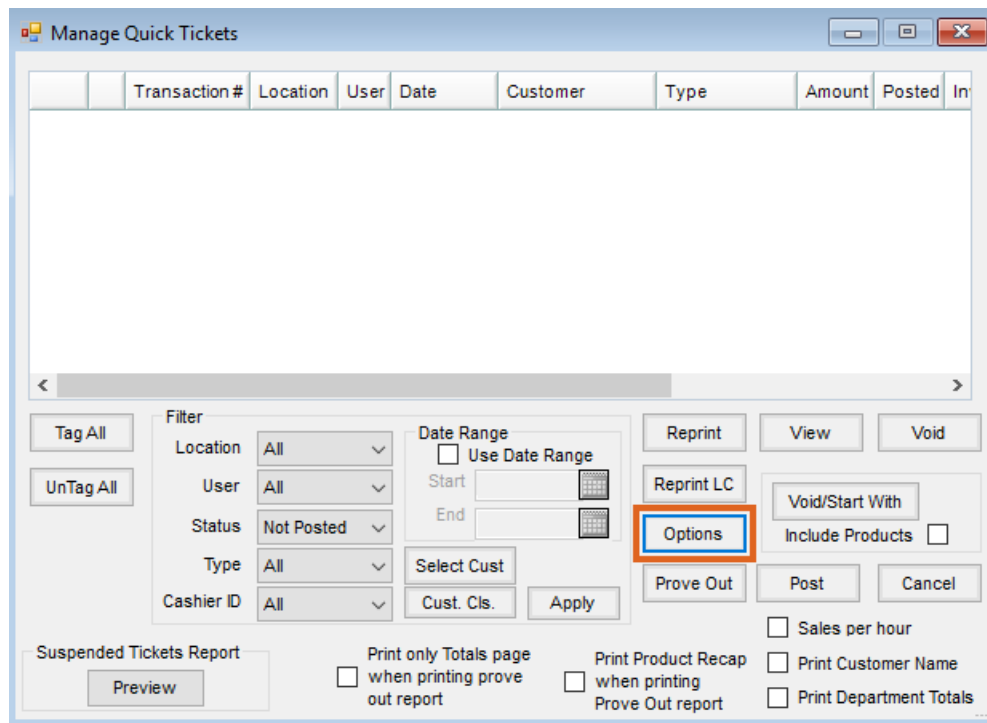 Manage Quick Tickets
Transaction # Location User Date Customer Type Amount Posted In
Tag All
UnTag All
Filter
Location All
User All
Status Not Posted
Type All
Cashier ID All
Date Range
Use Date Range
Start
End
Select Cust
Cust. Cls. Apply
Reprint View Void
Reprint LC
Void/Start With
Options
Include Products
Prove Out Post Cancel
Suspended Tickets Report
Preview
Print only Totals page
when printing prove
out report
Print Product Recap
when printing
Prove Out report
Sales per hour
Print Customer Name
Print Department Totals